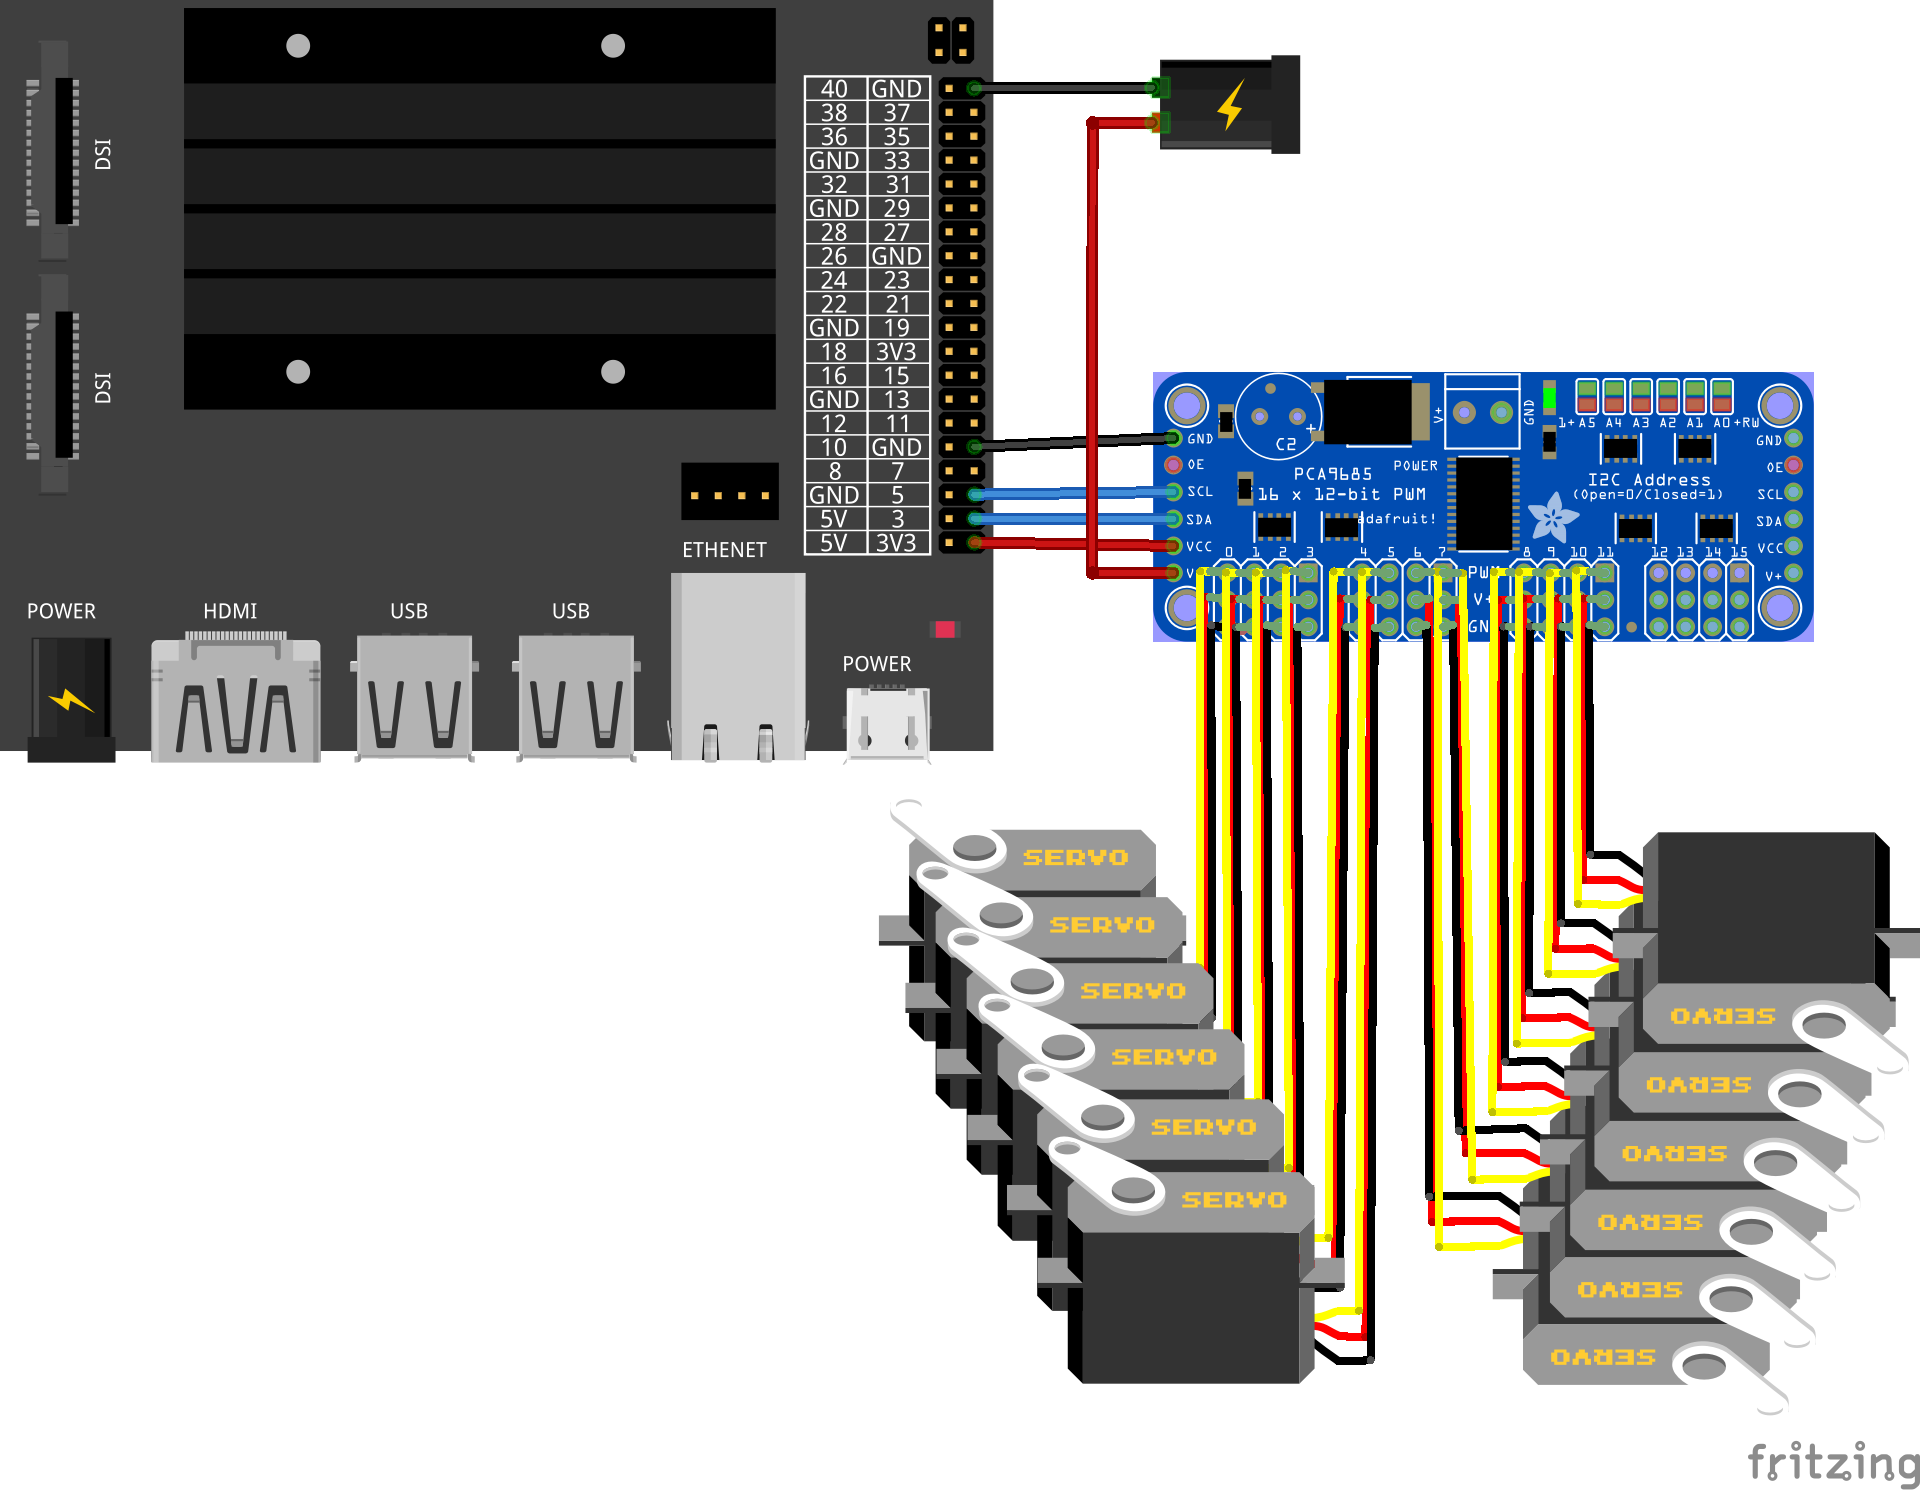 DSI
DSI
40 GND
38 37
36 35
GND 33
32 31
GND 29
28 27
26 GND
24 23
22 21
GND 19
18 3V3
16 15
GND 13
12 11
10 GND
8 7
GND 5
5V 3
5V 3V3
ETHENET
POWER
HDMI
USB
USB
POWER
GND
OE
SCL
SDA
VCC
V
C2
+
V+
GND
1+ A5 A4 A3 A2 A1 A0 +RW
PCA9685
16 x 12-bit PWM
POWER
adafruit!
I2C Address
(Open=0/Closed=1)
GND
OE
SCL
SDA
VCC
V+
0 1 2 3 4 5 6 7 8 9 10 11 12 13 14 15
PWM
V+
GN
SERVO
SERVO
SERVO
SERVO
SERVO
SERVO
SERVO
SERVO
SERVO
SERVO
SERVO
SERVO
fritzing